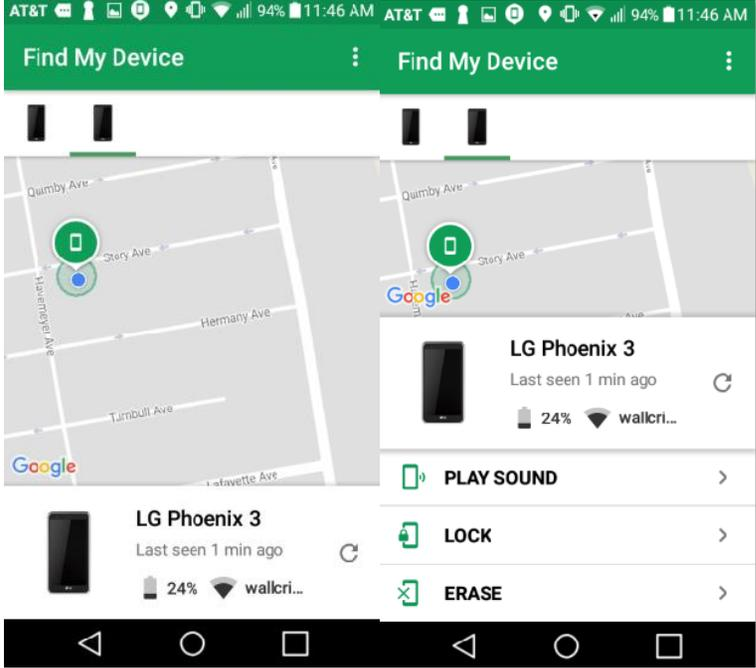 AT&T 94% 11:46 AM
Find My Device
Quimby Ave
Ave
Story Ave
Havemeyer Ave
Hermany Ave
Turnbull Ave
Google
Lafayette Ave
LG Phoenix 3
Last seen 1 min ago
24% wallcri...
AT&T 94% 11:46 AM
Find My Device
Quimby Ave
Ave
Story Ave
Google
Ave
LG Phoenix 3
Last seen 1 min ago
24% wallcri...
PLAY SOUND
LOCK
ERASE